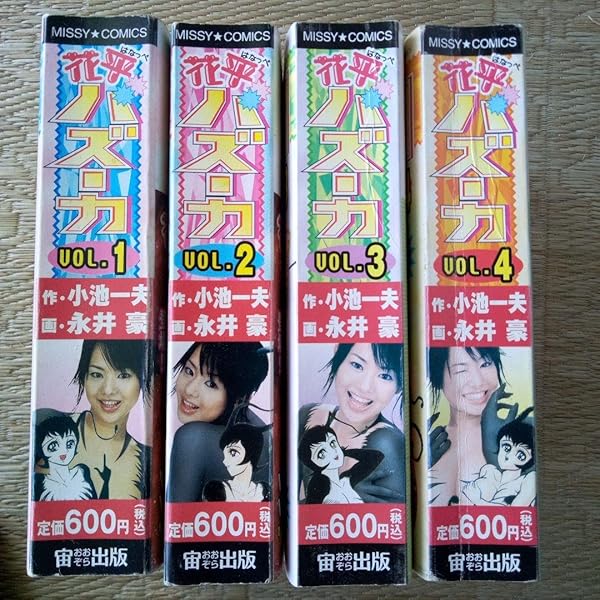 MISSY★COMICS
はなっぺ
花平
バズーカ
VOL.1
作・小池一夫
画・永井豪
定価600円(税込)
宙おおぞら出版
MISSY★COMICS
はなっぺ
花平
バズーカ
VOL.2
作・小池一夫
画・永井豪
定価600円(税込)
宙おおぞら出版
MISSY★COMICS
はなっぺ
花平
バズーカ
VOL.3
作・小池一夫
画・永井豪
定価600円(税込)
宙おおぞら出版
MISSY★COMICS
はなっぺ
花平
バズーカ
VOL.4
作・小池一夫
画・永井豪
定価600円(税込)
宙おおぞら出版